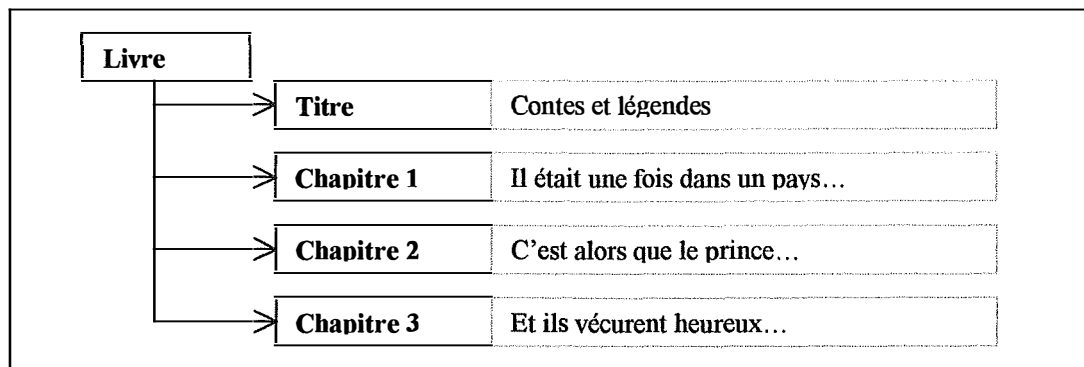 Livre
Titre Contes et légendes
Chapitre 1 Il était une fois dans un pays…
Chapitre 2 C'est alors que le prince…
Chapitre 3 Et ils vécurent heureux…